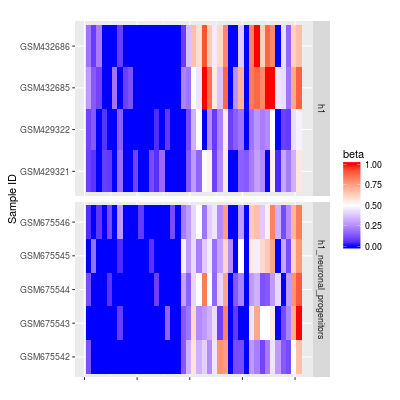 GSM432686
GSM432685
GSM429322
GSM429321
h1
GSM675546
GSM675545
GSM675544
GSM675543
GSM675542
h1_neuronal_progenitors
Sample ID
beta
1.00
0.75
0.50
0.25
0.00